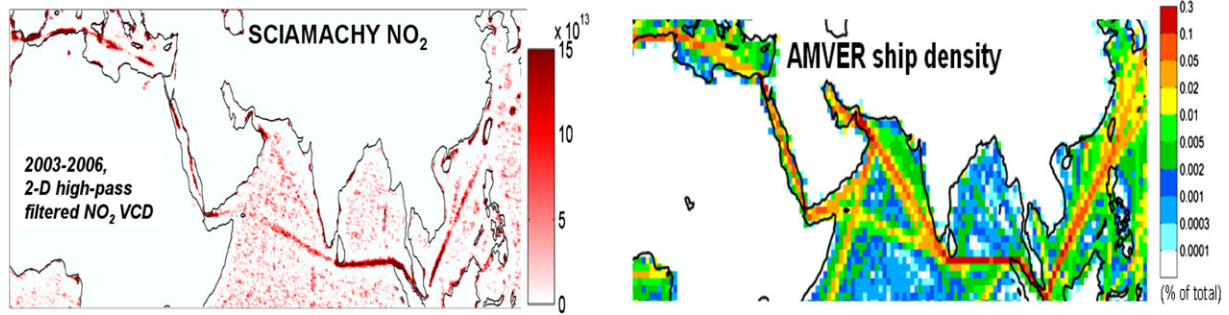 SCIAMACHY NO₂
2003-2006,
2-D high-pass
filtered NO₂ VCD
x 10¹³
15
10
5
0
AMVER ship density
0.3
0.1
0.05
0.02
0.01
0.005
0.002
0.001
0.0003
0.0001
(% of total)